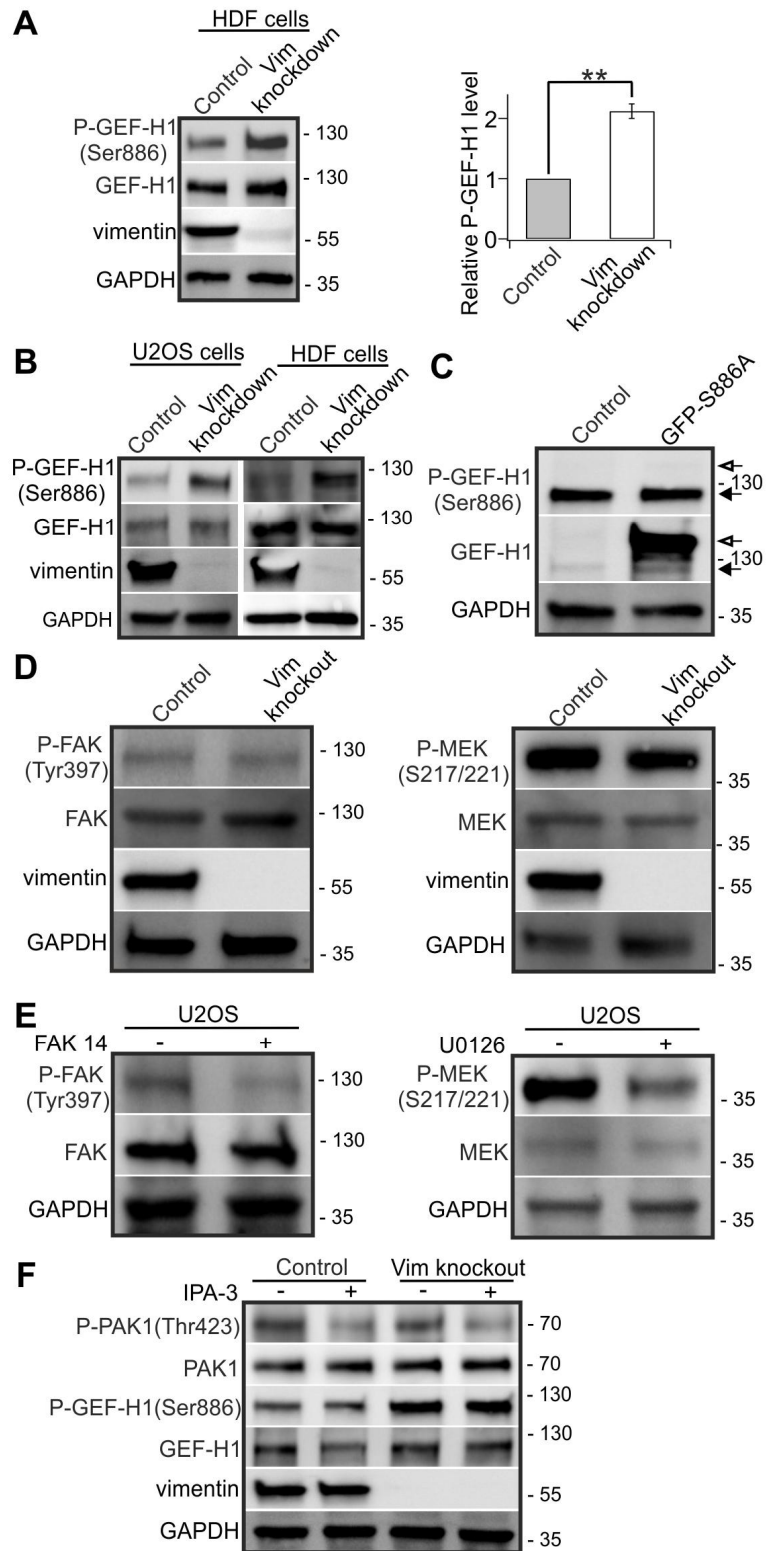 A
HDF cells
Control
Vim
knockdown
P-GEF-H1
(Ser886)
- 130
GEF-H1
- 130
vimentin
- 55
GAPDH
- 35
Relative P-GEF-H1 level
**
2
1
0
Control
Vim
knockdown
B
U2OS cells
HDF cells
Control
Vim
knockdown
Control
Vim
knockdown
P-GEF-H1
(Ser886)
- 130
GEF-H1
- 130
vimentin
- 55
GAPDH
- 35
C
Control
GFP-S886A
P-GEF-H1
(Ser886)
- 130
GEF-H1
- 130
GAPDH
- 35
D
Control
Vim
knockout
P-FAK
(Tyr397)
- 130
FAK
- 130
vimentin
- 55
GAPDH
- 35
Control
Vim
knockout
P-MEK
(S217/221)
- 35
MEK
- 35
vimentin
- 55
GAPDH
- 35
E
U2OS
FAK 14 - +
P-FAK
(Tyr397)
- 130
FAK
- 130
GAPDH
- 35
U2OS
U0126 - +
P-MEK
(S217/221)
- 35
MEK
- 35
GAPDH
- 35
F
Control Vim knockout
IPA-3 - + - +
P-PAK1(Thr423) - 70
PAK1 - 70
P-GEF-H1(Ser886) - 130
GEF-H1 - 130
vimentin - 55
GAPDH - 35